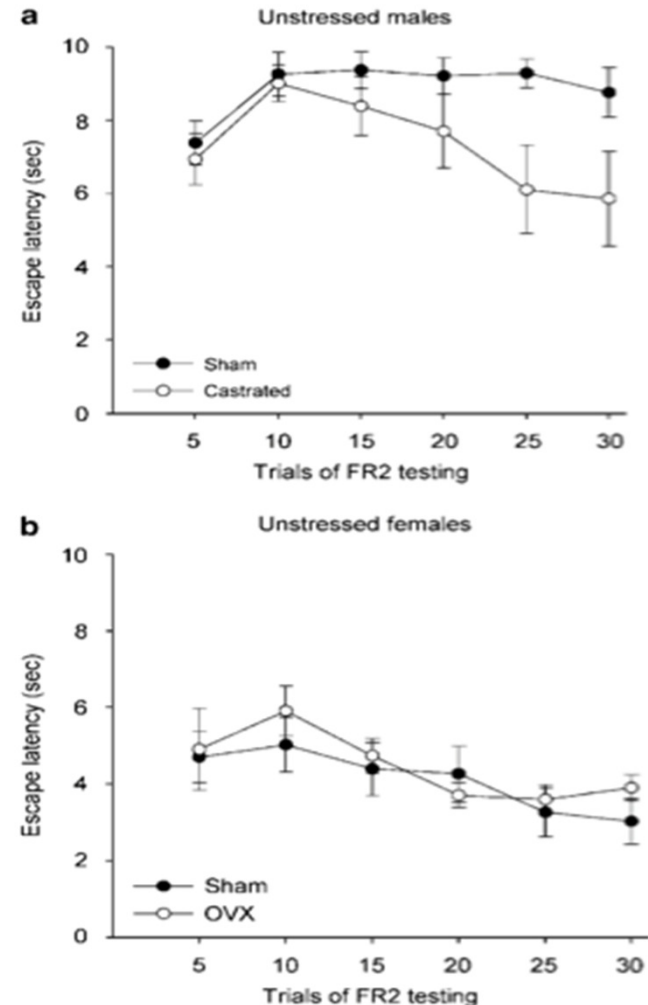 a
Unstressed males
10
8
6
4
2
0
Escape latency (sec)
Sham
Castrated
5 10 15 20 25 30
Trials of FR2 testing
b
Unstressed females
10
8
6
4
2
0
Escape latency (sec)
Sham
OVX
5 10 15 20 25 30
Trials of FR2 testing